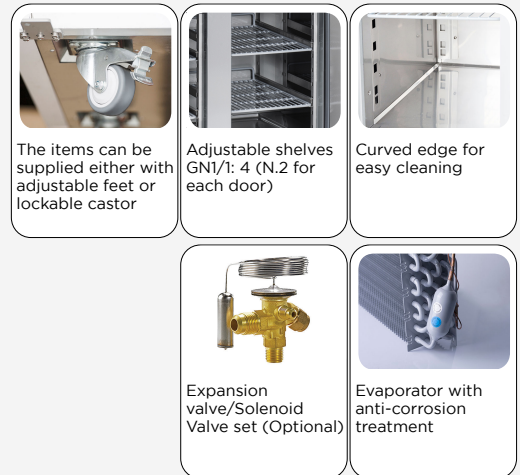 The items can be
supplied either with
adjustable feet or
lockable castor
Adjustable shelves
GN1/1: 4 (N.2 for
each door)
Curved edge for
easy cleaning
Expansion
valve/Solenoid
Valve set (Optional)
Evaporator with
anti-corrosion
treatment